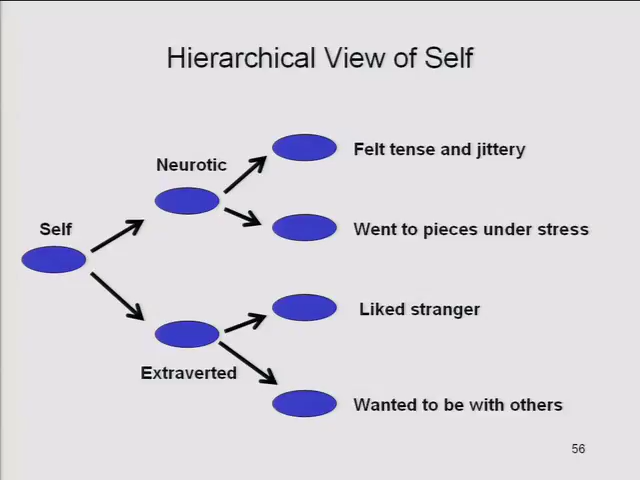 Hierarchical View of Self
Felt tense and jittery
Neurotic
Went to pieces under stress
Self
Liked stranger
Extraverted
Wanted to be with others
56